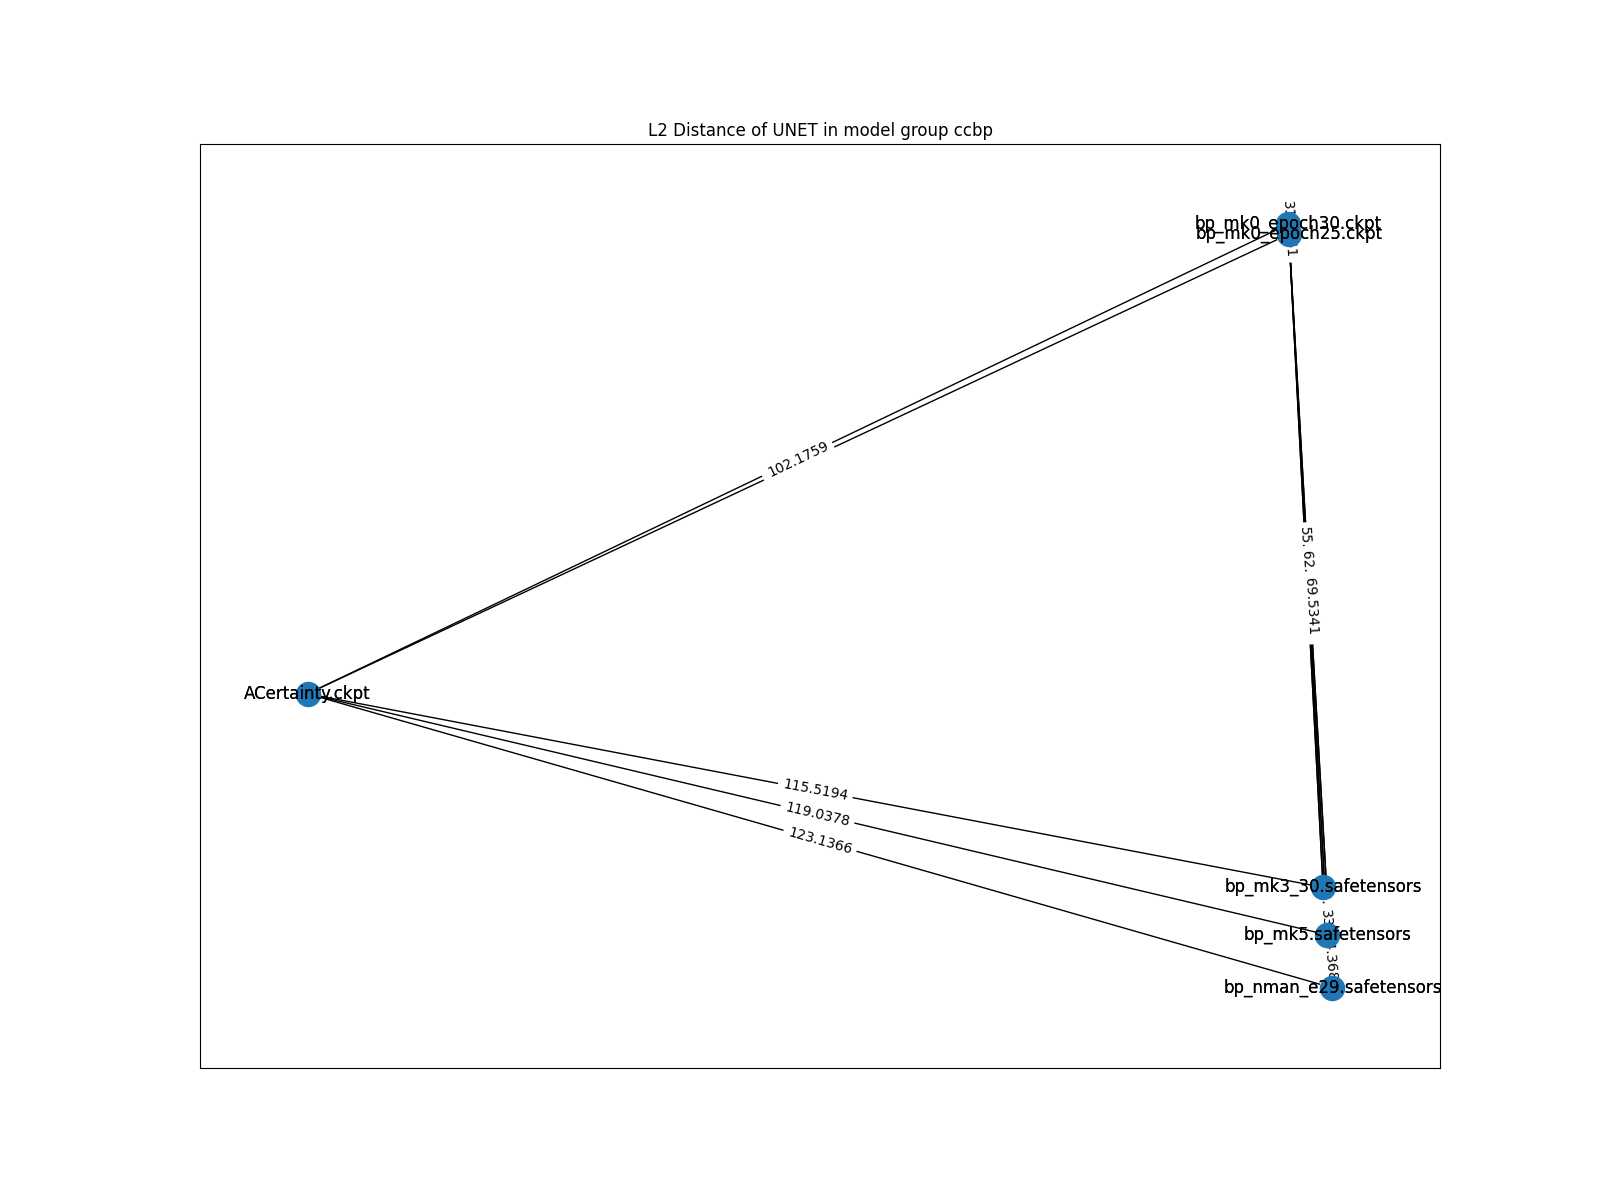 L2 Distance of UNET in model group ccbp
bp_mk0_epoch30.ckpt
bp_mk0_epoch25.ckpt
102.1759
55. 62. 69.5341
ACertainty.ckpt
115.5194
119.0378
123.1366
bp_mk3_30.safetensors
bp_mk5.safetensors
bp_nman_e29.safetensors